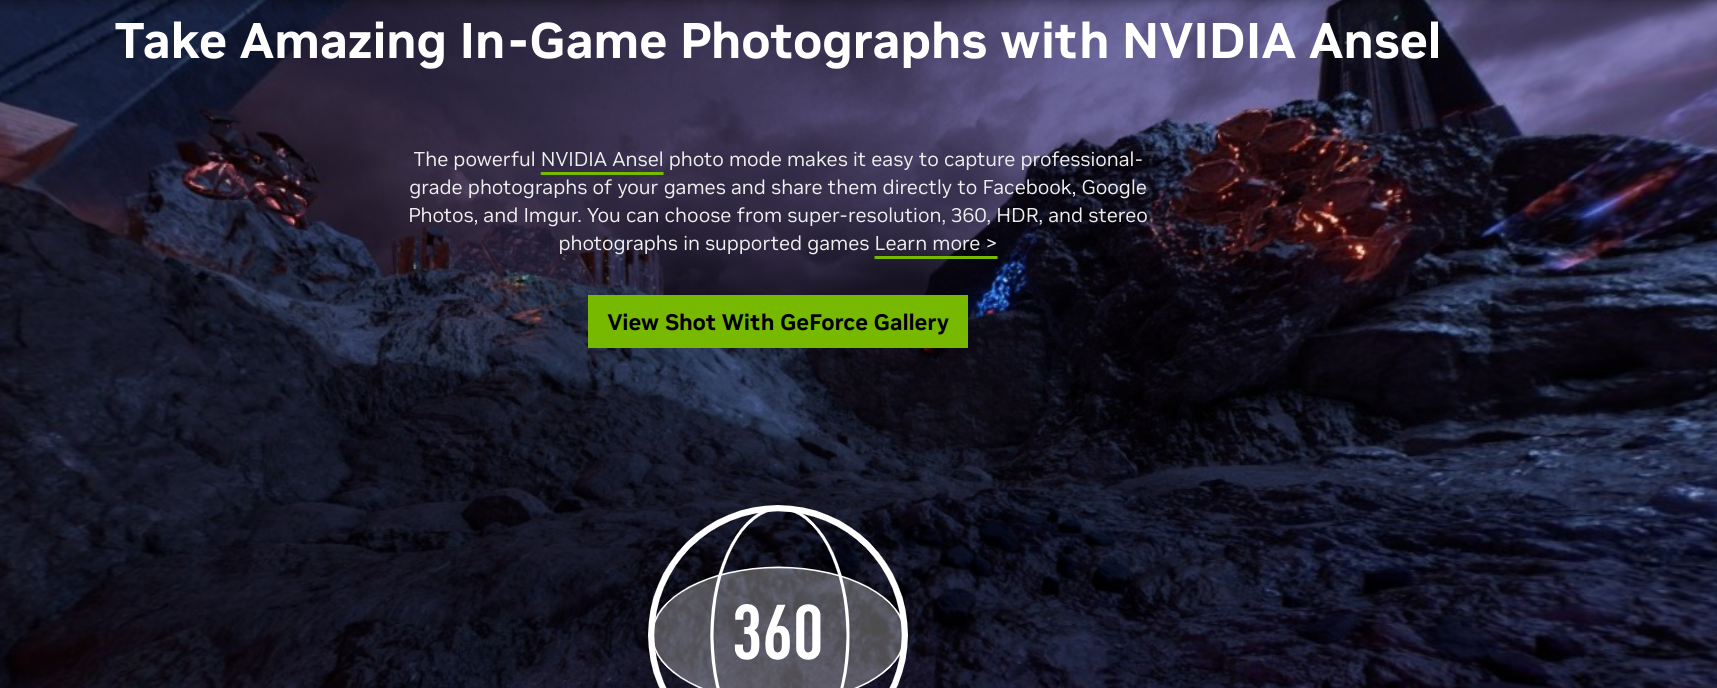 Take Amazing In-Game Photographs with NVIDIA Ansel
The powerful NVIDIA Ansel photo mode makes it easy to capture professional-
grade photographs of your games and share them directly to Facebook, Google
Photos, and Imgur. You can choose from super-resolution, 360, HDR, and stereo
photographs in supported games Learn more >
View Shot With GeForce Gallery
360